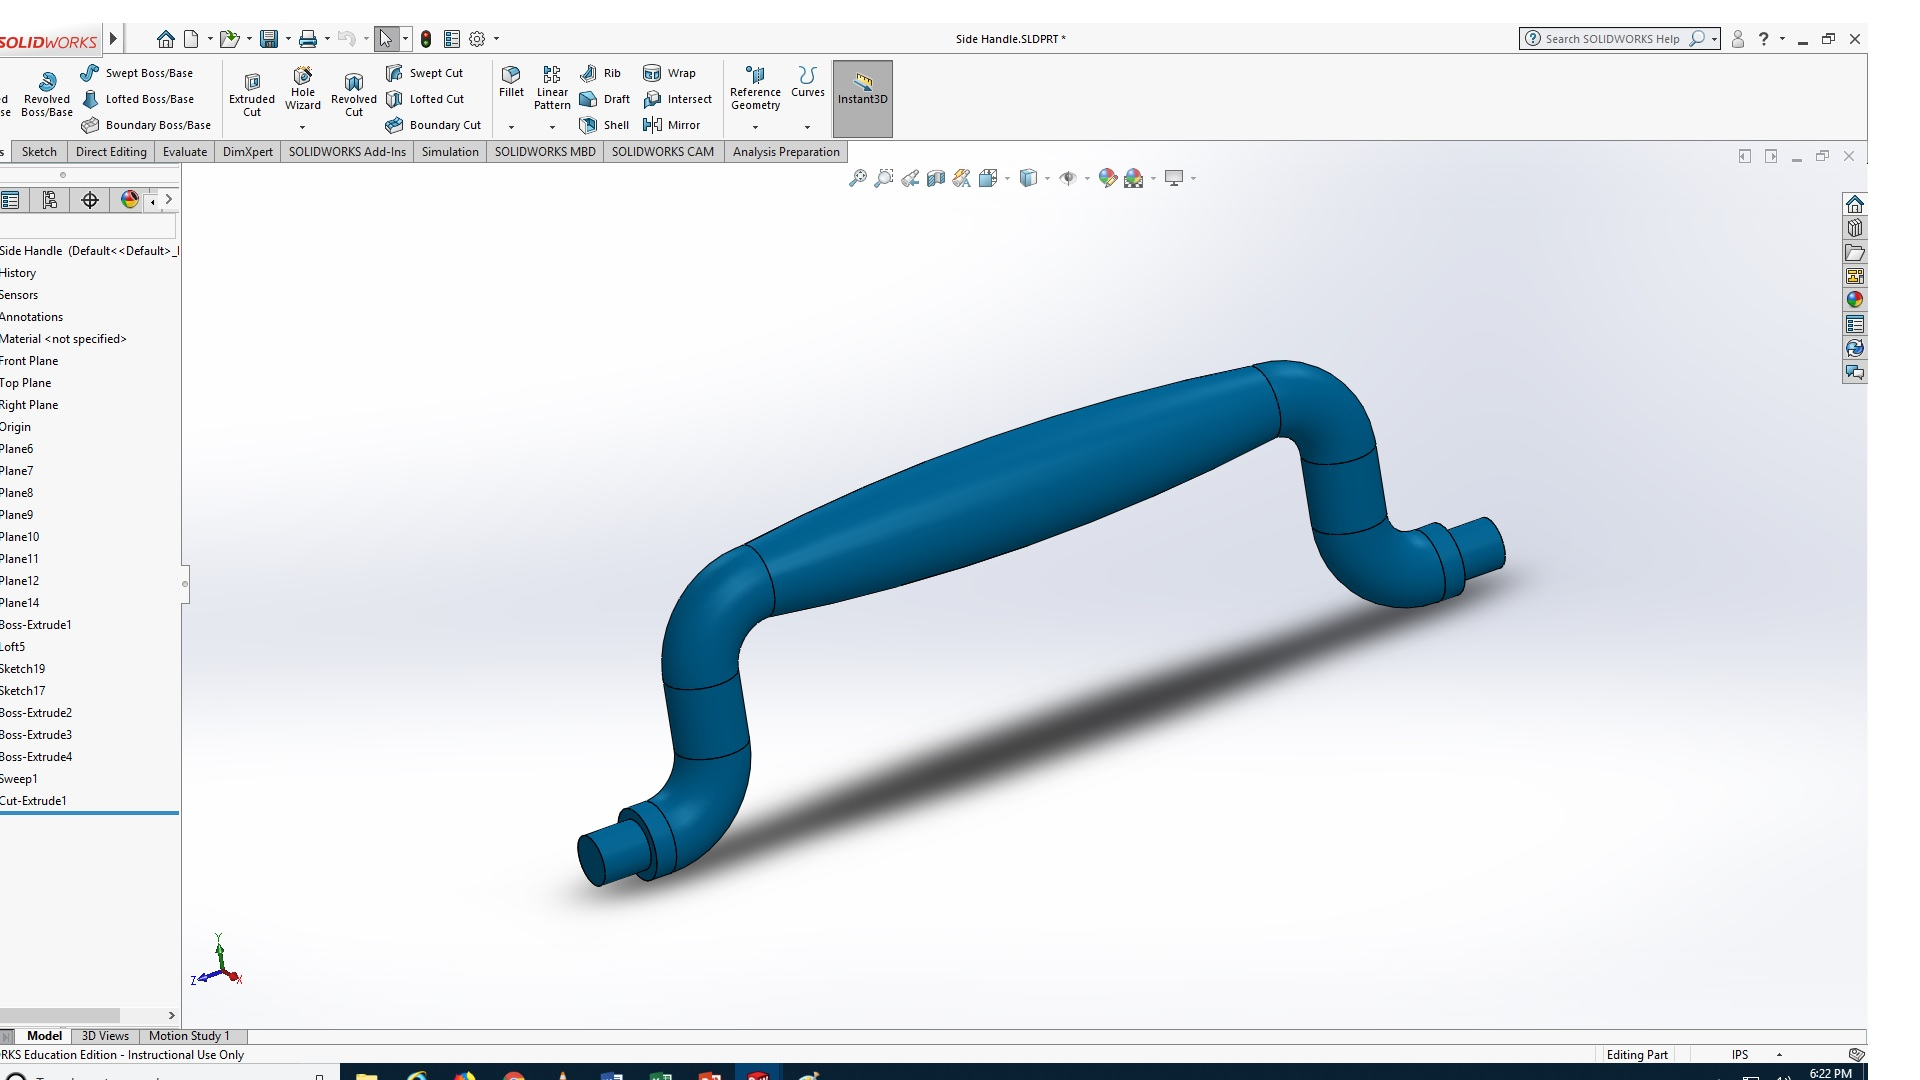 SOLIDWORKS
Side Handle.SLDPRT *
Search SOLIDWORKS Help
?
Revolved Boss/Base
Swept Boss/Base
Lofted Boss/Base
Boundary Boss/Base
Extruded Cut
Hole Wizard
Revolved Cut
Swept Cut
Lofted Cut
Boundary Cut
Fillet
Linear Pattern
Rib
Draft
Shell
Wrap
Intersect
Mirror
Reference Geometry
Curves
Instant3D
Sketch
Direct Editing
Evaluate
DimXpert
SOLIDWORKS Add-Ins
Simulation
SOLIDWORKS MBD
SOLIDWORKS CAM
Analysis Preparation
Side Handle (Default<<Default>_
History
Sensors
Annotations
Material <not specified>
Front Plane
Top Plane
Right Plane
Origin
Plane6
Plane7
Plane8
Plane9
Plane10
Plane11
Plane12
Plane14
Boss-Extrude1
Loft5
Sketch19
Sketch17
Boss-Extrude2
Boss-Extrude3
Boss-Extrude4
Sweep1
Cut-Extrude1
Y
Z
X
Model
3D Views
Motion Study 1
RKS Education Edition - Instructional Use Only
Editing Part
IPS
6:22 PM